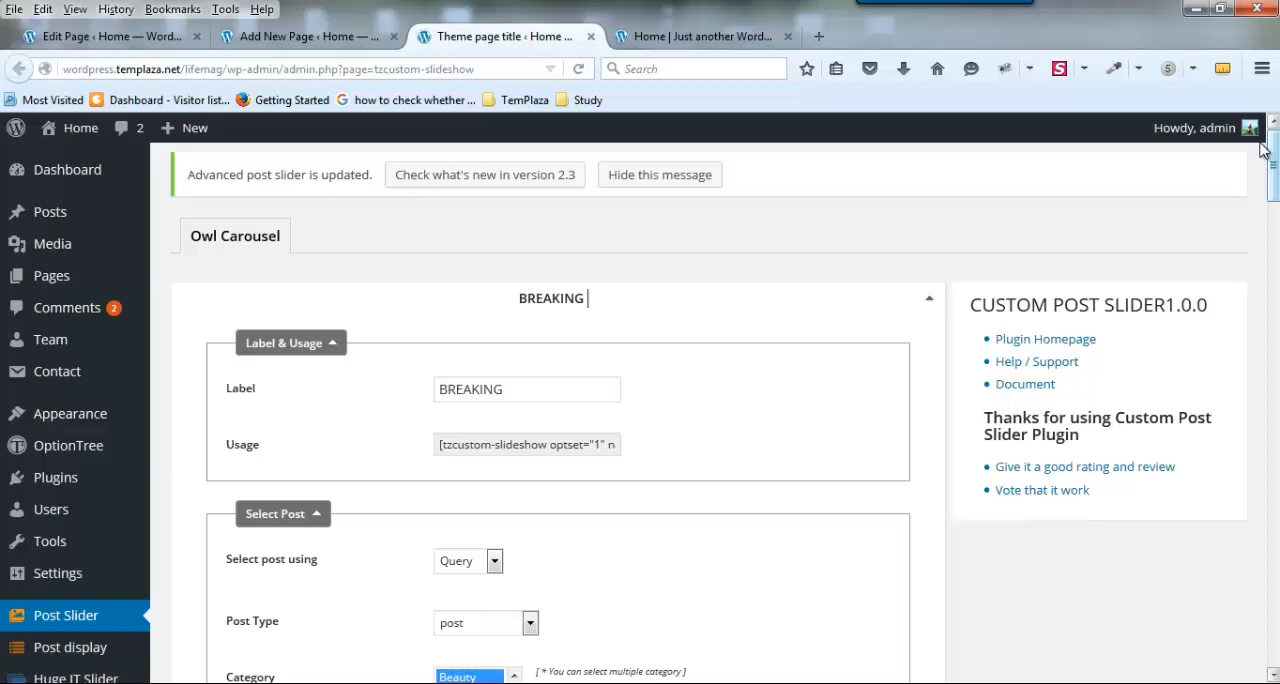 File Edit View History Bookmarks Tools Help
Edit Page ‹ Home — Word... × Add New Page ‹ Home — ... × Theme page title ‹ Home ... × Home | Just another Word... × +
wordpress.templaza.net/lifemag/wp-admin/admin.php?page=tzcustom-slideshow Search S 5
Most Visited Dashboard - Visitor list... Getting Started how to check whether ... TemPlaza Study
Home 2 + New Howdy, admin
Dashboard
Posts
Media
Pages
Comments 2
Team
Contact
Appearance
OptionTree
Plugins
Users
Tools
Settings
Post Slider
Post display
Huge IT Slider
Advanced post slider is updated. Check what's new in version 2.3 Hide this message
Owl Carousel
BREAKING
Label & Usage
Label BREAKING
Usage [tzcustom-slideshow optset="1" n
Select Post
Select post using Query
Post Type post
Category Beauty [ * You can select multiple category ]
CUSTOM POST SLIDER1.0.0
Plugin Homepage
Help / Support
Document
Thanks for using Custom Post
Slider Plugin
Give it a good rating and review
Vote that it work